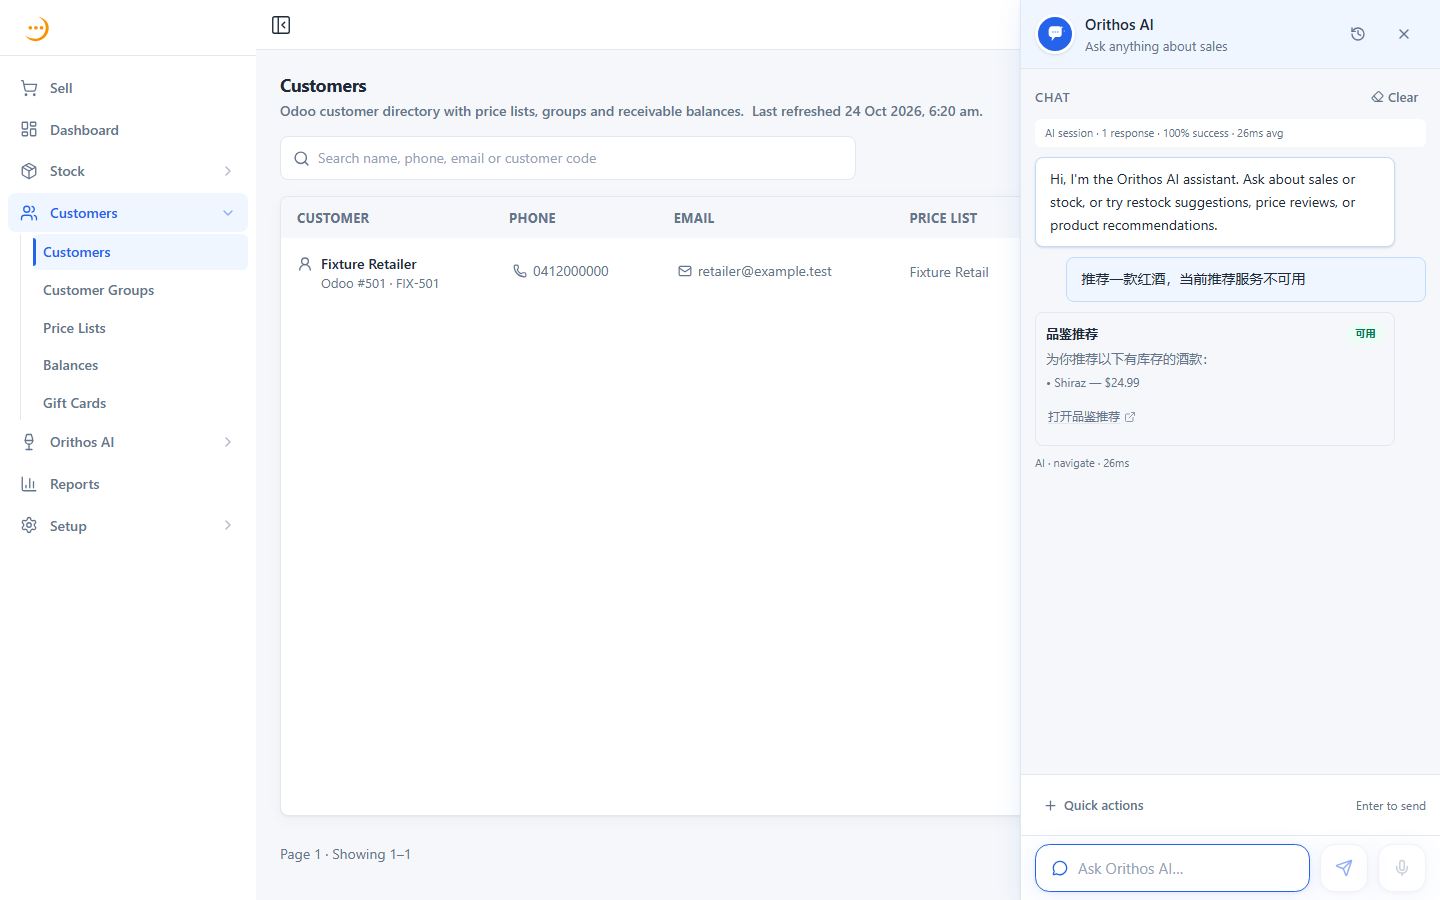 Sell
Dashboard
Stock
Customers
Customers
Customer Groups
Price Lists
Balances
Gift Cards
Orithos AI
Reports
Setup
Customers
Odoo customer directory with price lists, groups and receivable balances. Last refreshed 24 Oct 2026, 6:20 am.
Search name, phone, email or customer code
CUSTOMER PHONE EMAIL PRICE LIST
Fixture Retailer 0412000000 retailer@example.test Fixture Retail
Odoo #501 · FIX-501
Page 1 · Showing 1–1
Orithos AI
Ask anything about sales
CHAT Clear
AI session · 1 response · 100% success · 26ms avg
Hi, I'm the Orithos AI assistant. Ask about sales or
stock, or try restock suggestions, price reviews, or
product recommendations.
推荐一款红酒，当前推荐服务不可用
品鉴推荐 可用
为你推荐以下有库存的酒款：
• Shiraz — $24.99
打开品鉴推荐
AI · navigate · 26ms
Quick actions Enter to send
Ask Orithos AI...